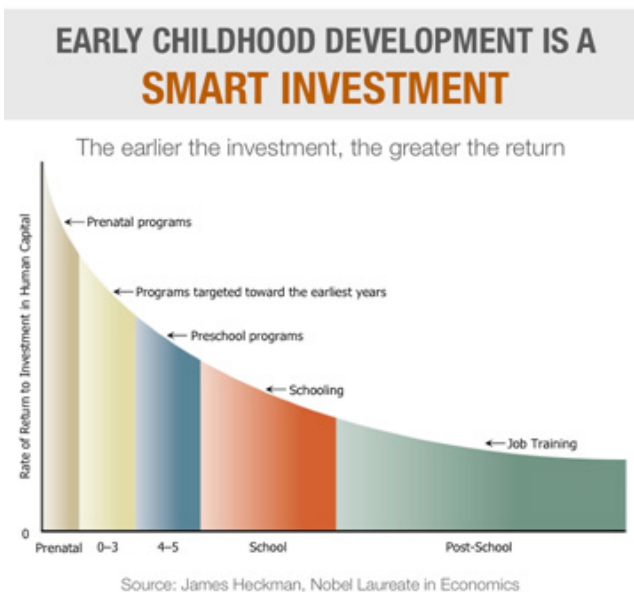 EARLY CHILDHOOD DEVELOPMENT IS A
SMART INVESTMENT
The earlier the investment, the greater the return
Rate of Return to Investment in Human Capital
Prenatal programs
Programs targeted toward the earliest years
Preschool programs
Schooling
Job Training
0
Prenatal 0–3 4–5 School Post-School
Source: James Heckman, Nobel Laureate in Economics